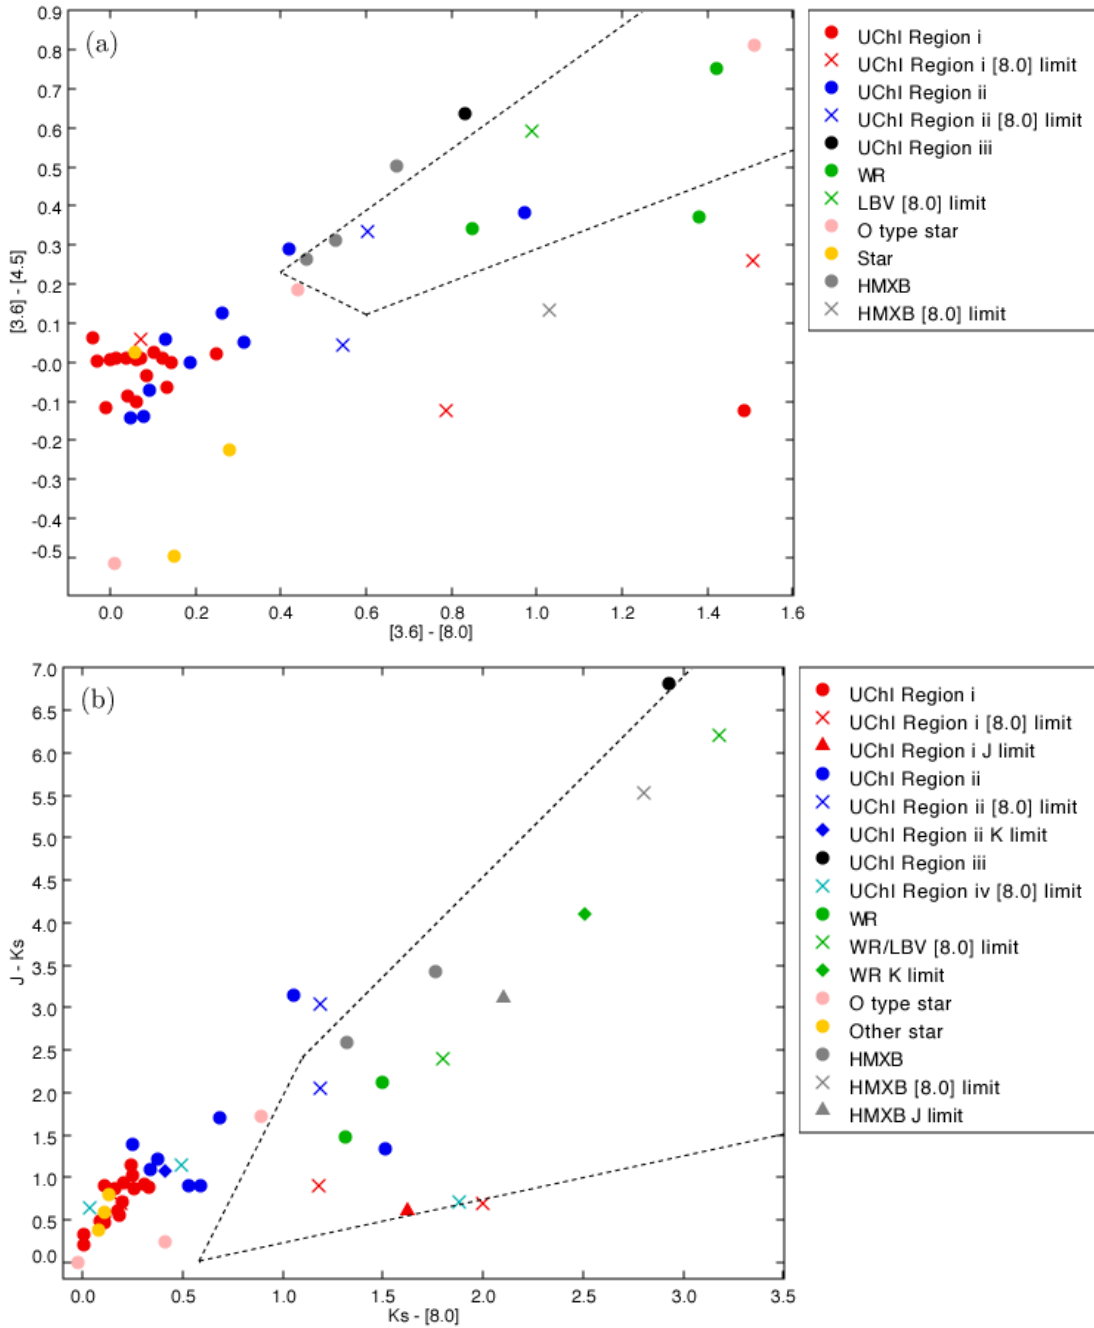 (a)
0.9
0.8
0.7
0.6
0.5
0.4
0.3
0.2
0.1
-0.0
-0.1
-0.2
-0.3
-0.4
-0.5
[3.6] - [4.5]
0.0 0.2 0.4 0.6 0.8 1.0 1.2 1.4 1.6
[3.6] - [8.0]
UChI Region i
UChI Region i [8.0] limit
UChI Region ii
UChI Region ii [8.0] limit
UChI Region iii
WR
LBV [8.0] limit
O type star
Star
HMXB
HMXB [8.0] limit
(b)
7.0
6.5
6.0
5.5
5.0
4.5
4.0
3.5
3.0
2.5
2.0
1.5
1.0
0.5
0.0
J - Ks
0.0 0.5 1.0 1.5 2.0 2.5 3.0 3.5
Ks - [8.0]
UChI Region i
UChI Region i [8.0] limit
UChI Region i J limit
UChI Region ii
UChI Region ii [8.0] limit
UChI Region ii K limit
UChI Region iii
UChI Region iv [8.0] limit
WR
WR/LBV [8.0] limit
WR K limit
O type star
Other star
HMXB
HMXB [8.0] limit
HMXB J limit